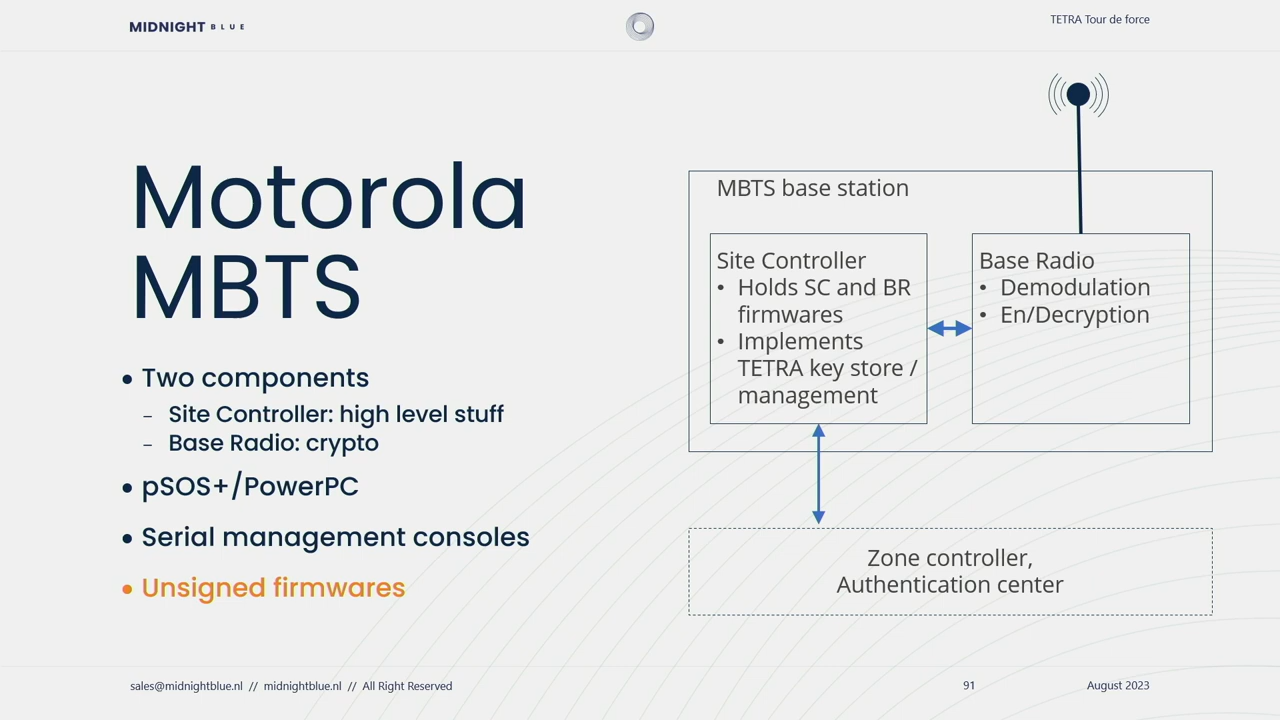 MIDNIGHT BLUE
TETRA Tour de force
Motorola
MBTS
• Two components
– Site Controller: high level stuff
– Base Radio: crypto
• pSOS+/PowerPC
• Serial management consoles
• Unsigned firmwares
MBTS base station
Site Controller
• Holds SC and BR
firmwares
• Implements
TETRA key store /
management
Base Radio
• Demodulation
• En/Decryption
Zone controller,
Authentication center
sales@midnightblue.nl // midnightblue.nl // All Right Reserved
91
August 2023